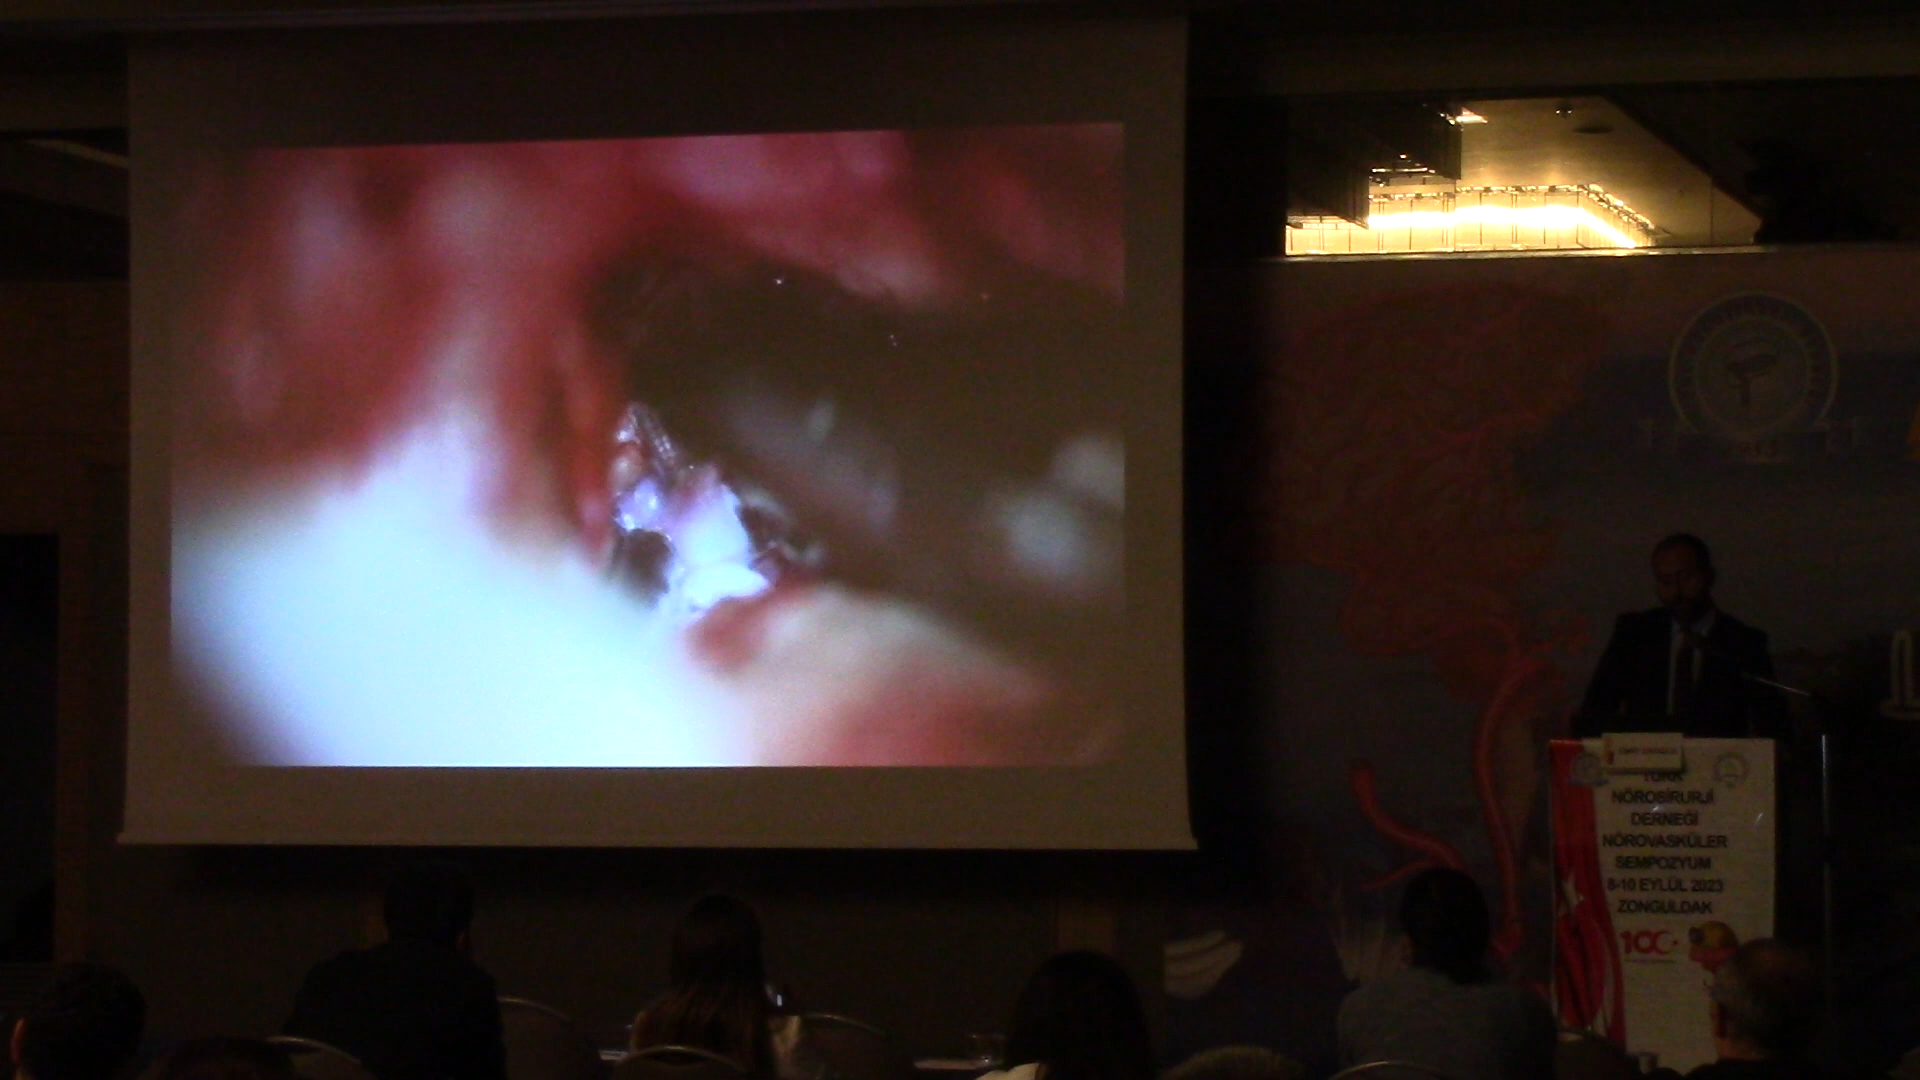 TÜRK
NÖROŞİRURJİ
DERNEĞİ
NÖROVASKÜLER
SEMPOZYUM
8-10 EYLÜL 2023
ZONGULDAK
100